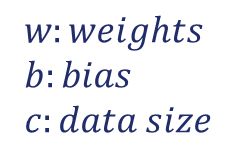 w: weights
b: bias
c: data size